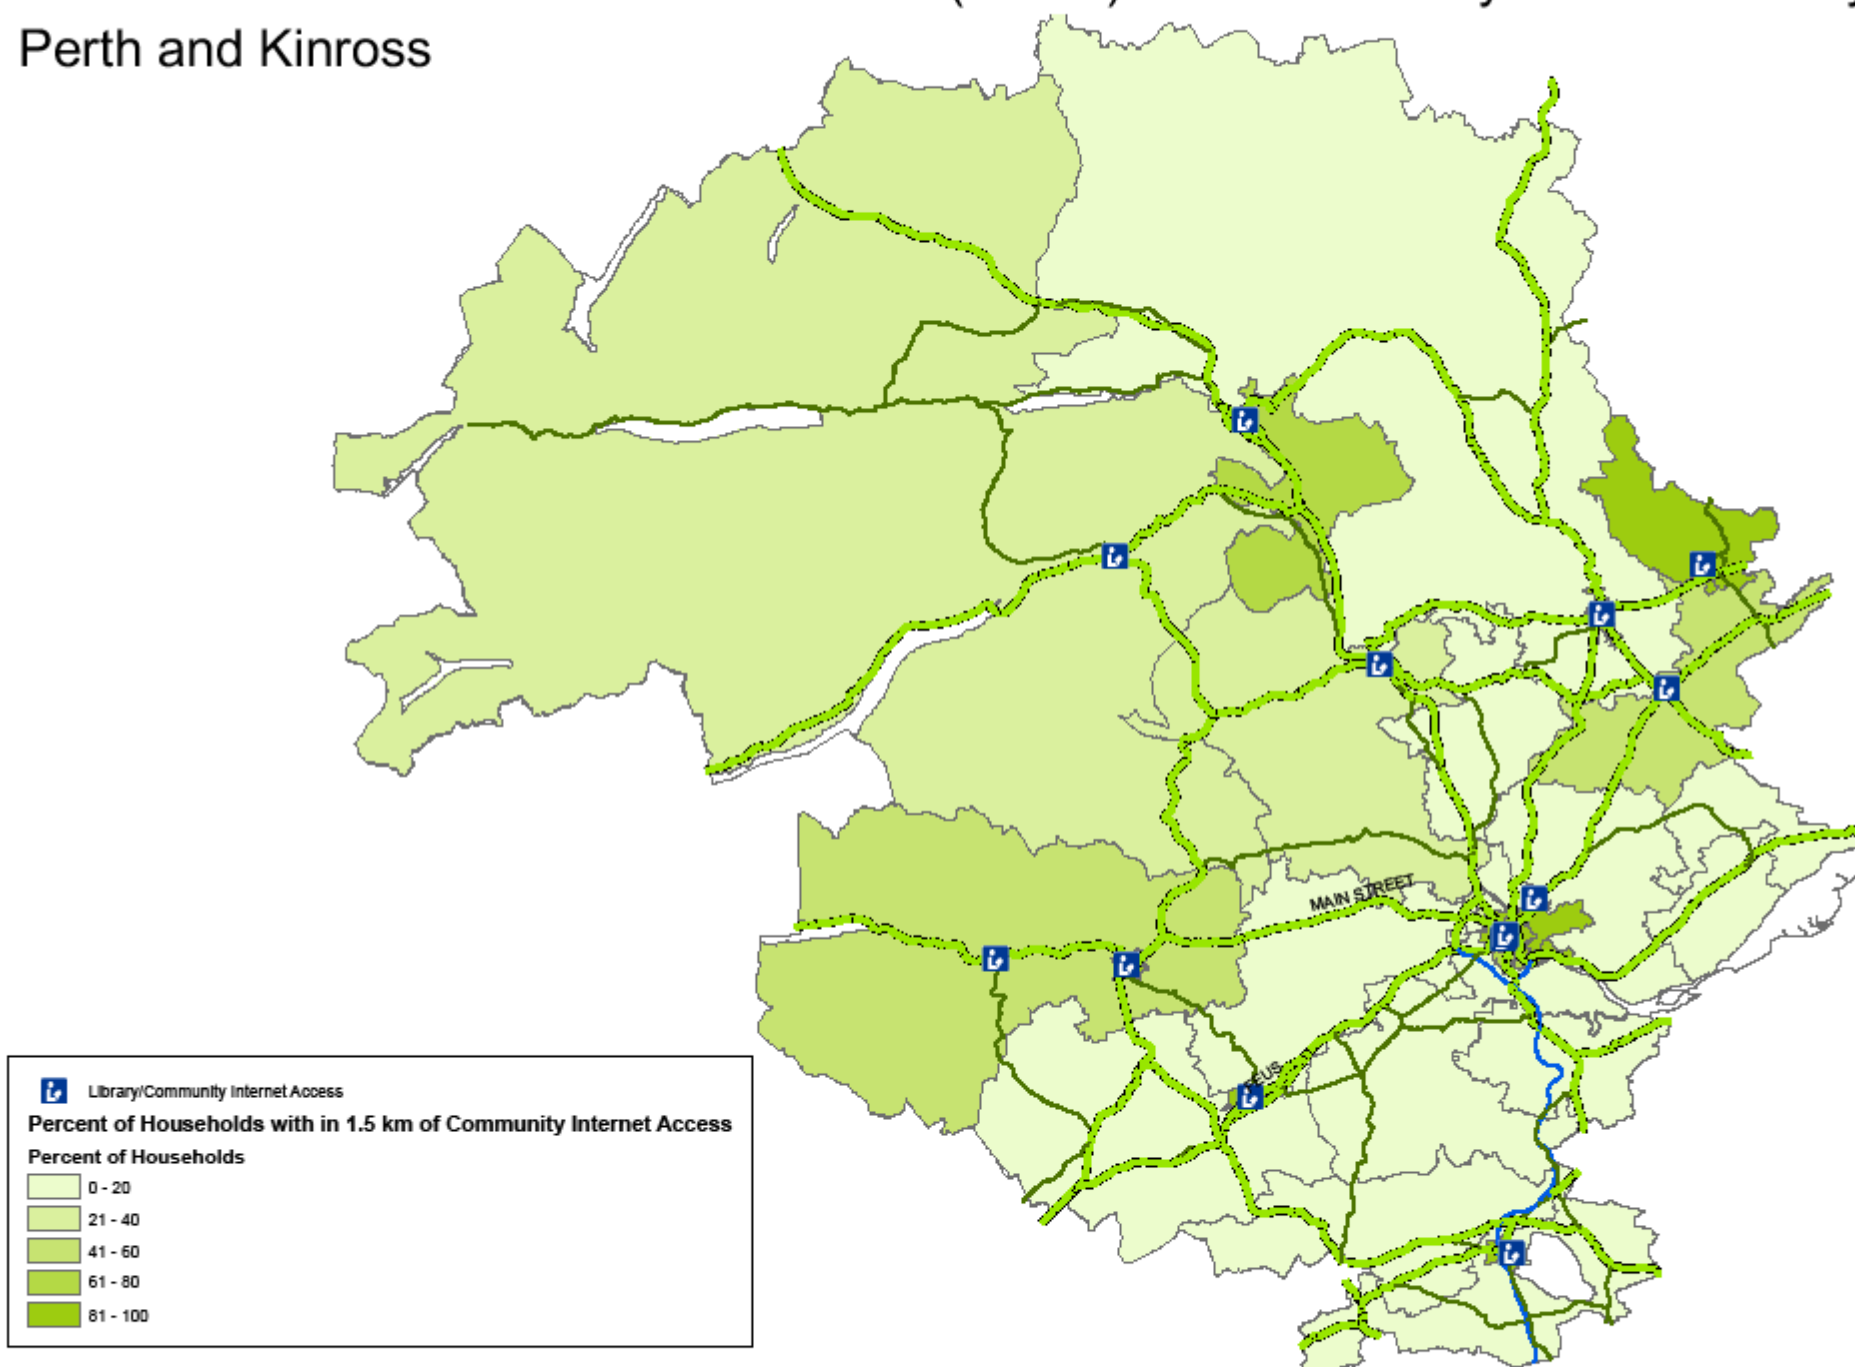 Perth and Kinross
MAIN STREET
FEUS
Library/Community Internet Access
Percent of Households with in 1.5 km of Community Internet Access
Percent of Households
0 - 20
21 - 40
41 - 60
61 - 80
81 - 100